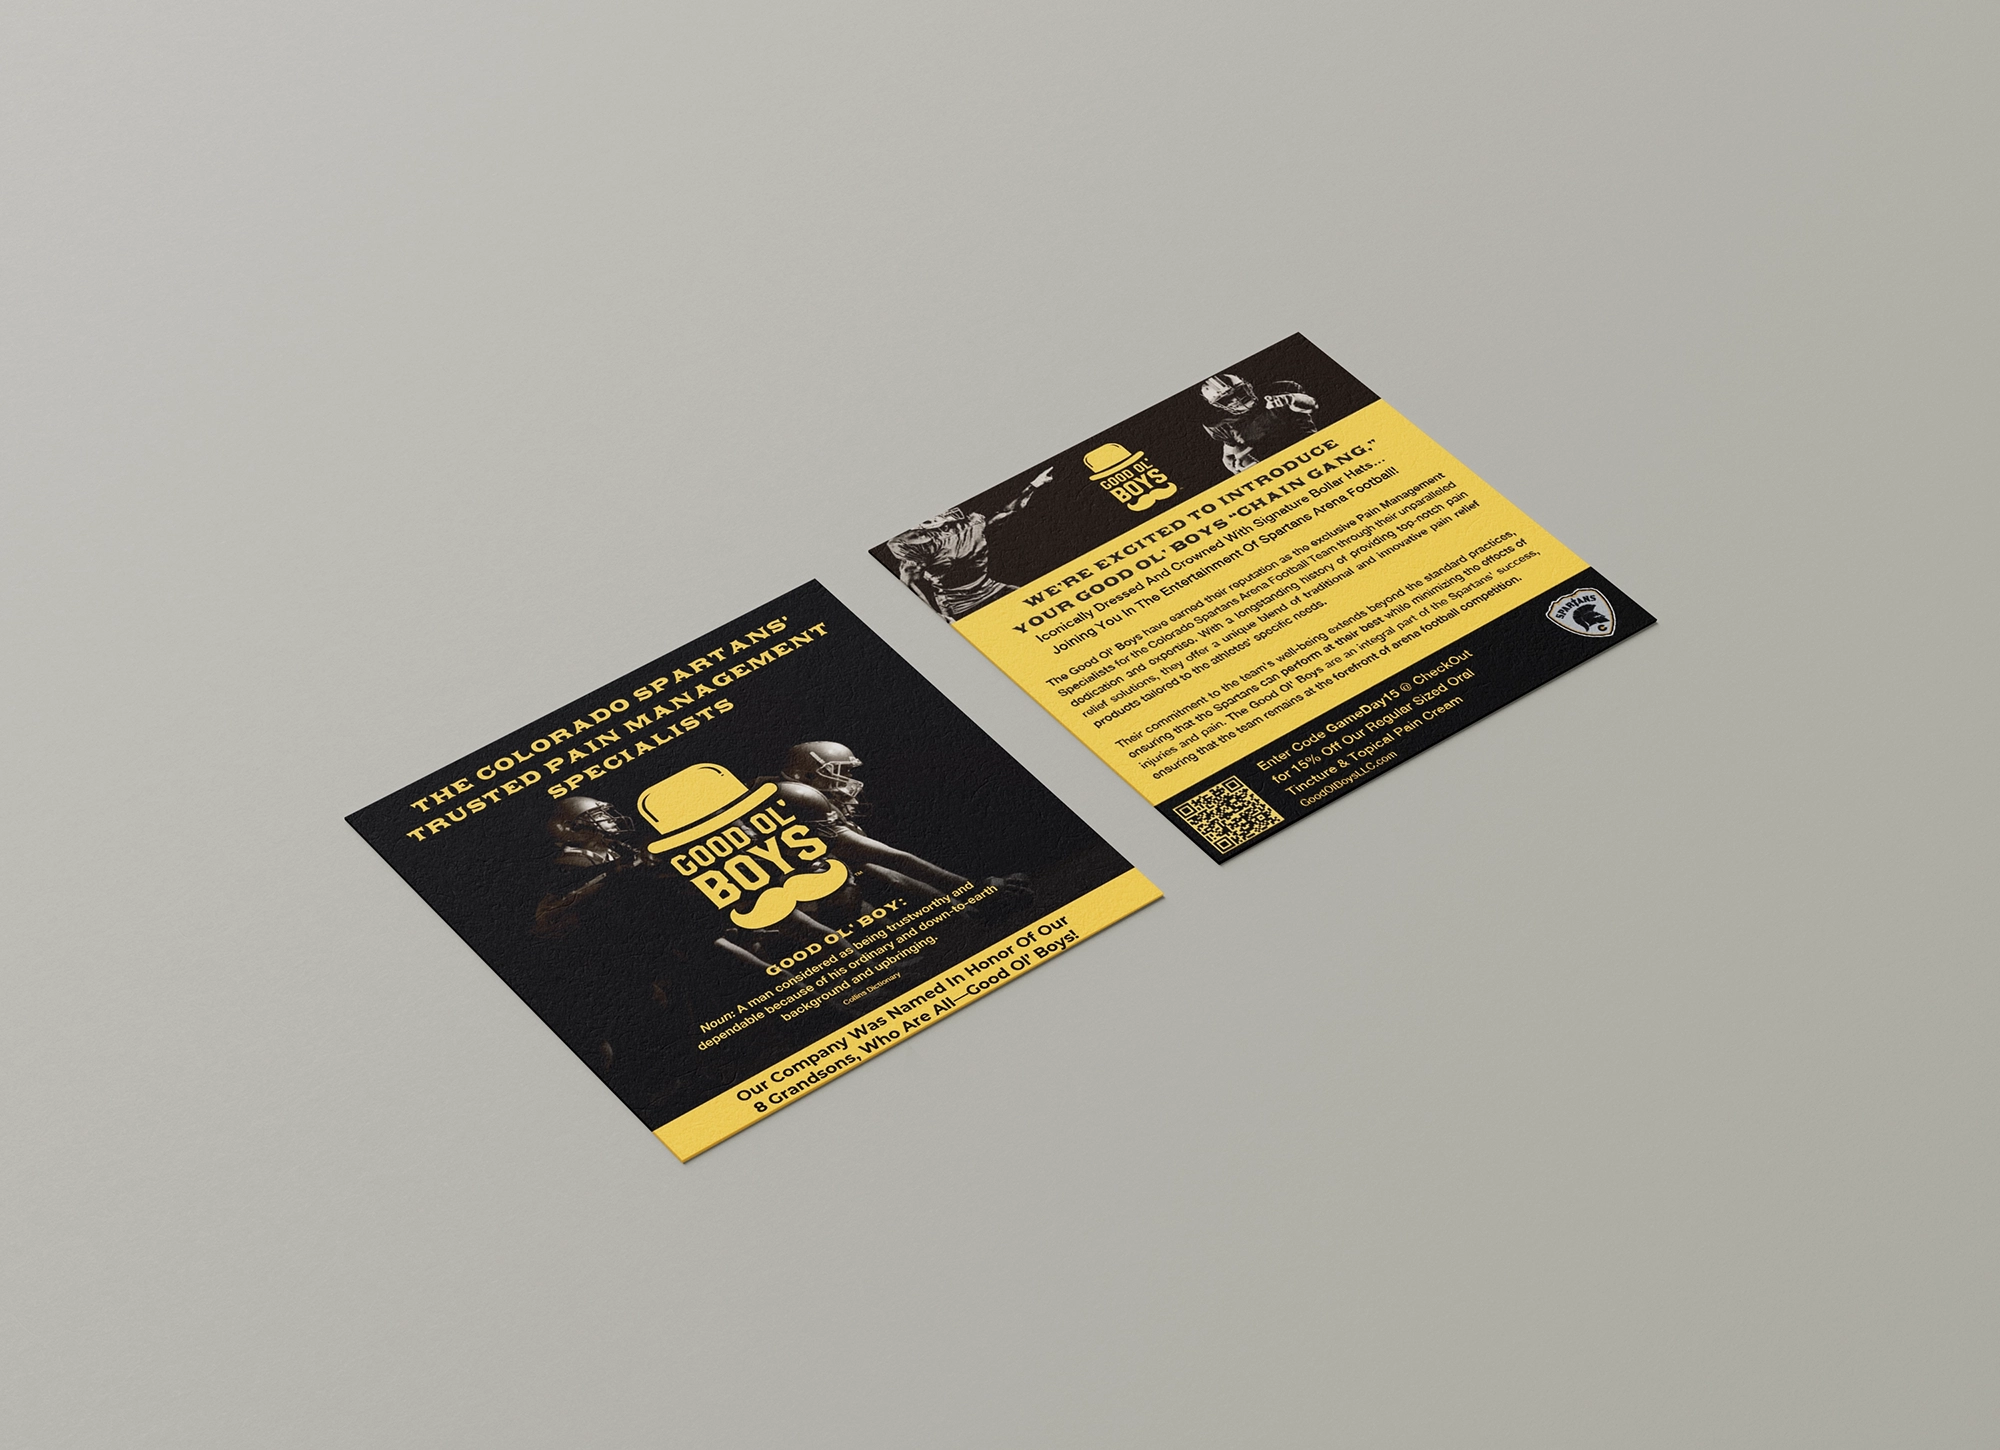 THE COLORADO SPARTANS'
TRUSTED PAIN MANAGEMENT
SPECIALISTS
GOOD OL'
BOYS
™
GOOD OL' BOY:
Noun: A man considered as being trustworthy and
dependable because of his ordinary and down-to-earth
background and upbringing.
Collins Dictionary
Our Company Was Named In Honor Of Our
8 Grandsons, Who Are All—Good Ol' Boys!
GOOD OL'
BOYS
WE'RE EXCITED TO INTRODUCE
YOUR GOOD OL' BOYS "CHAIN GANG,"
Iconically Dressed And Crowned With Signature Bollar Hats...
Joining You In The Entertainment Of Spartans Arena Football!
The Good Ol' Boys have earned their reputation as the exclusive Pain Management
Specialists for the Colorado Spartans Arena Football Team through their unparalleled
dedication and expertise. With a longstanding history of providing top-notch pain
relief solutions, they offer a unique blend of traditional and innovative pain relief
products tailored to the athletes' specific needs.
Their commitment to the team's well-being extends beyond the standard practices,
ensuring that the Spartans can perform at their best while minimizing the effects of
injuries and pain. The Good Ol' Boys are an integral part of the Spartans' success,
ensuring that the team remains at the forefront of arena football competition.
Enter Code GameDay15 @ CheckOut
for 15% Off Our Regular Sized Oral
Tincture & Topical Pain Cream
GoodOlBoysLLC.com
SPARTANS
C